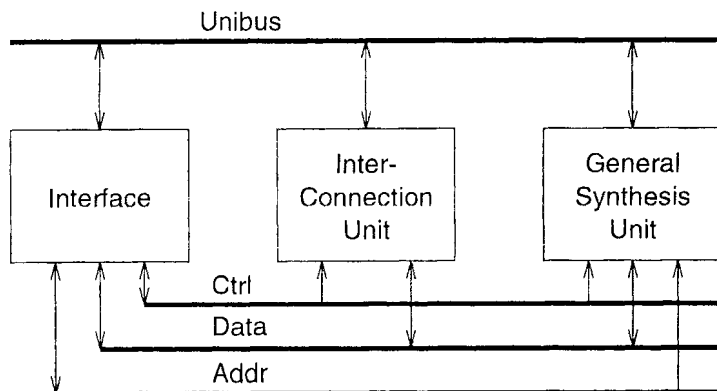 Unibus
Interface
Inter-
Connection
Unit
General
Synthesis
Unit
Ctrl
Data
Addr